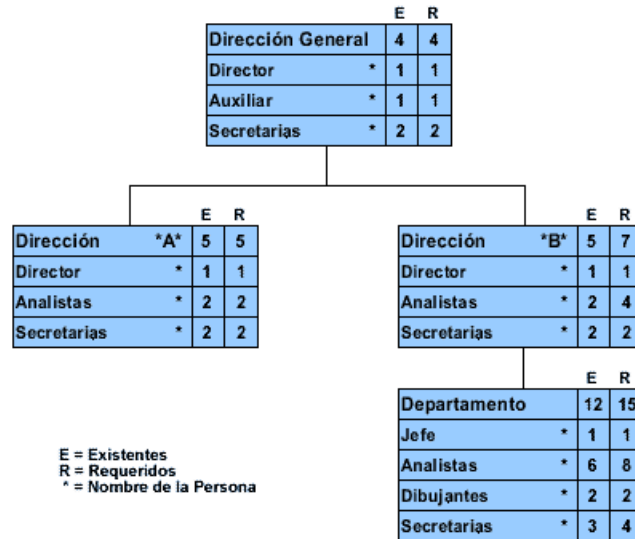 E R
Dirección General 4 4
Director * 1 1
Auxiliar * 1 1
Secretarias * 2 2
E R
Dirección *A* 5 5
Director * 1 1
Analistas * 2 2
Secretarias * 2 2
E R
Dirección *B* 5 7
Director * 1 1
Analistas * 2 4
Secretarias * 2 2
E R
Departamento 12 15
Jefe * 1 1
Analistas * 6 8
Dibujantes * 2 2
Secretarias * 3 4
E = Existentes
R = Requeridos
* = Nombre de la Persona